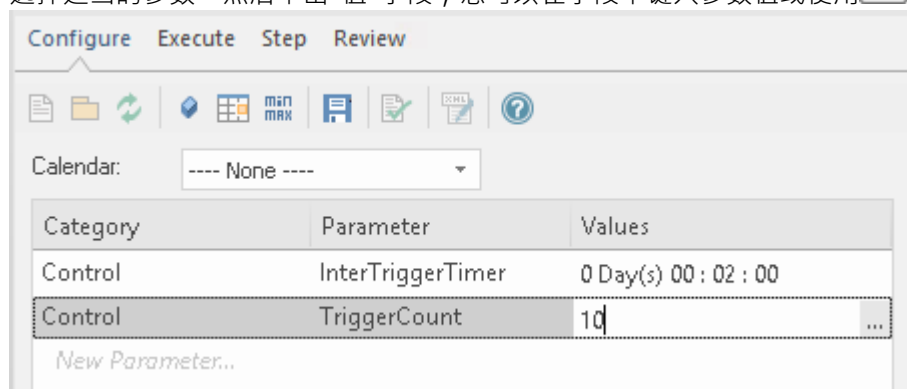 Configure Execute Step Review
min
max
XML
Calendar: ---- None ----
Category Parameter Values
Control InterTriggerTimer 0 Day(s) 00 : 02 : 00
Control TriggerCount 10 ...
New Parameter...